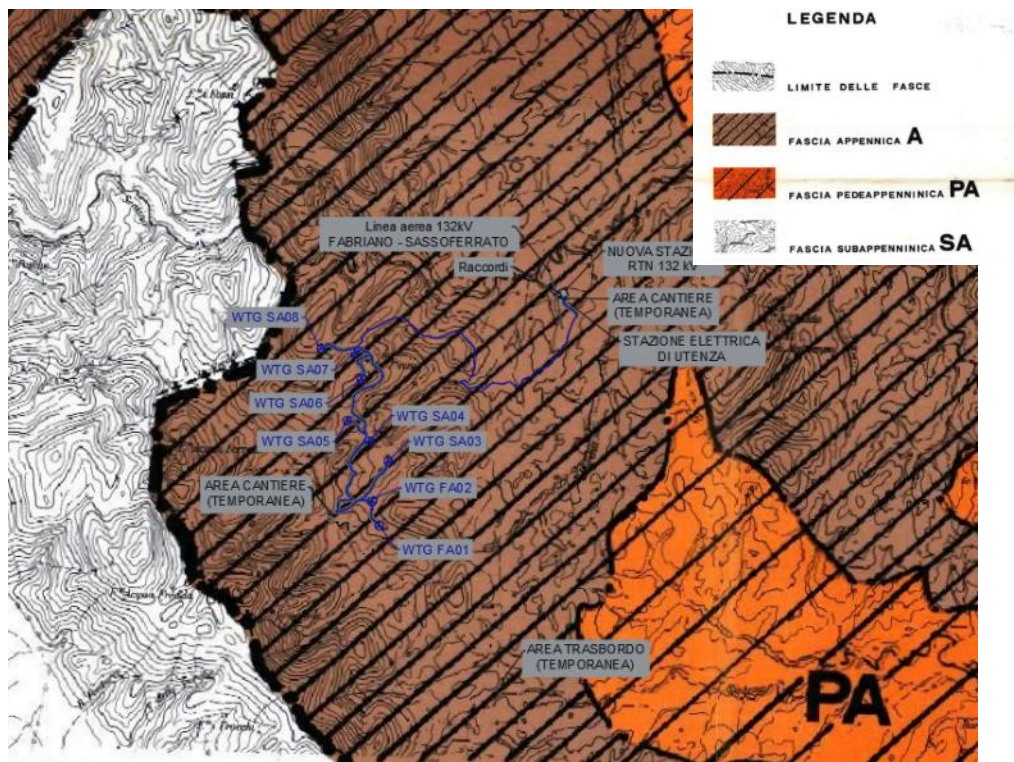 LEGENDA
LIMITE DELLE FASCE
FASCIA APPENNICA A
FASCIA PEDEAPPENNINICA PA
FASCIA SUBAPPENNINICA SA
Linea aerea 132kV
FABRIANO - SASSOFERRATO
Raccordi
NUOVA STAZI
RTN 132 kV
AREA CANTIERE
(TEMPORANEA)
STAZIONE ELETTRICA
DI UTENZA
WTG SA08
WTG SA07
WTG SA06
WTG SA04
WTG SA05
WTG SA03
AREA CANTIERE
(TEMPORANEA)
WTG FA02
WTG FA01
AREA TRASBORDO
(TEMPORANEA)
PA